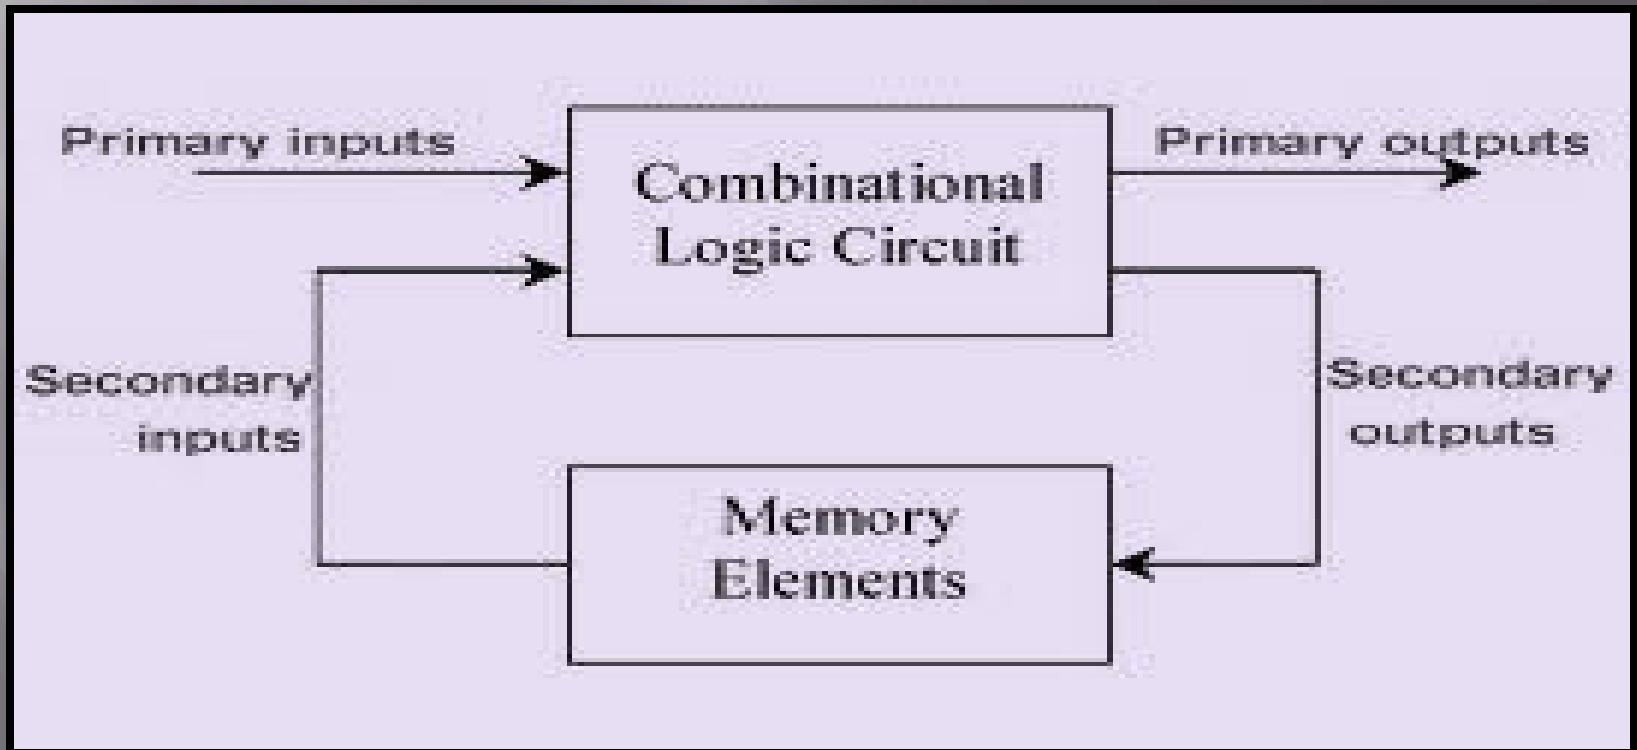 Primary inputs
Primary outputs
Combinational
Logic Circuit
Secondary
inputs
Secondary
outputs
Memory
Elements